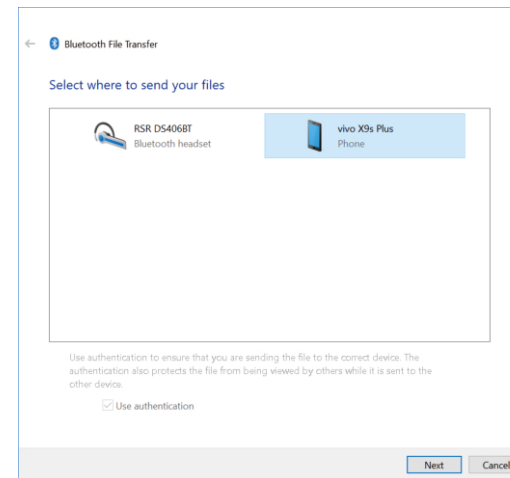 Bluetooth File Transfer
Select where to send your files
RSR DS406BT
Bluetooth headset
vivo X9s Plus
Phone
Use authentication to ensure that you are sending the file to the correct device. The
authentication also protects the file from being viewed by others while it is sent to the
other device.
Use authentication
Next Cancel